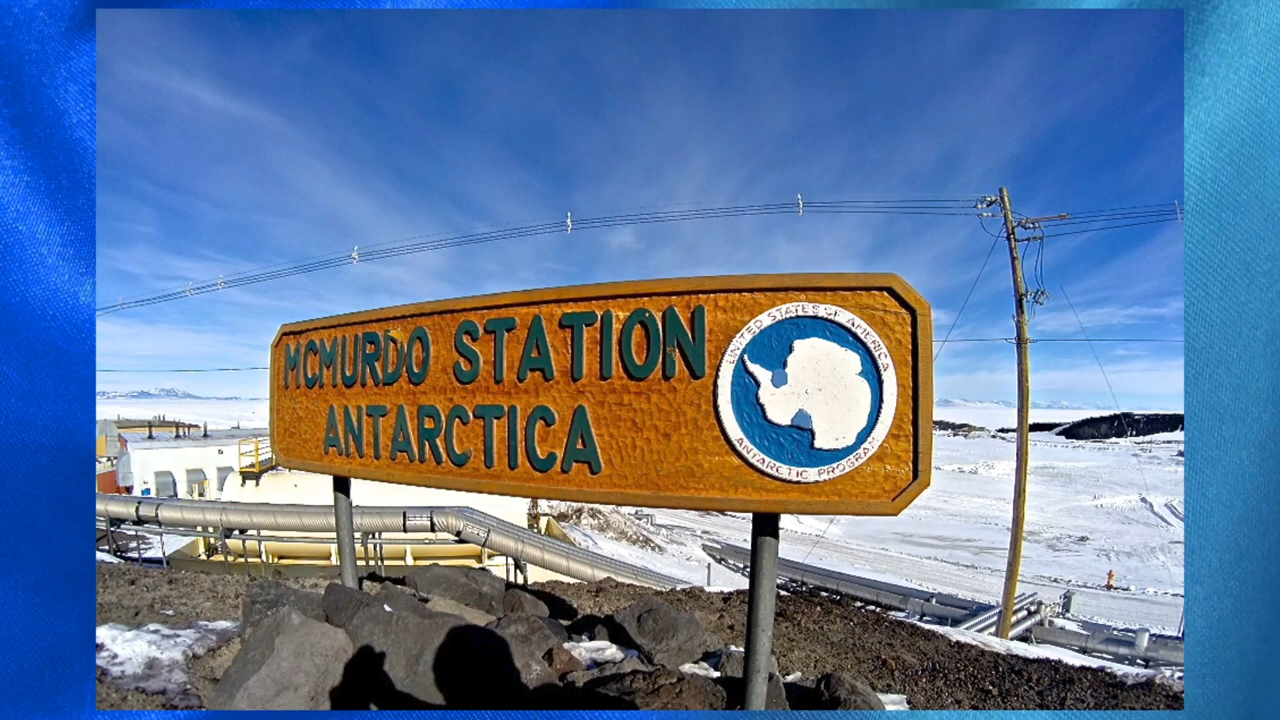 MCMURDO STATION
ANTARCTICA
UNITED STATES OF AMERICA
ANTARCTIC PROGRAM